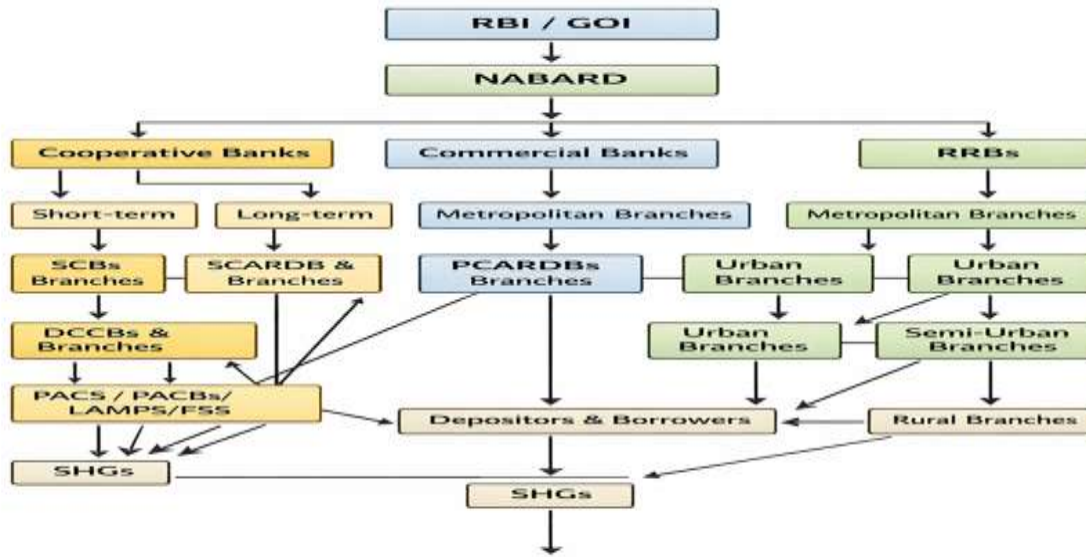 RBI / GOI
NABARD
Cooperative Banks
Commercial Banks
RRBs
Short-term
Long-term
Metropolitan Branches
Metropolitan Branches
SCBs
Branches
SCARDB &
Branches
PCARDBs
Branches
Urban
Branches
Urban
Branches
DCCBs &
Branches
Urban
Branches
Semi-Urban
Branches
PACS / PACBs/
LAMPS/FSS
Depositors & Borrowers
Rural Branches
SHGs
SHGs